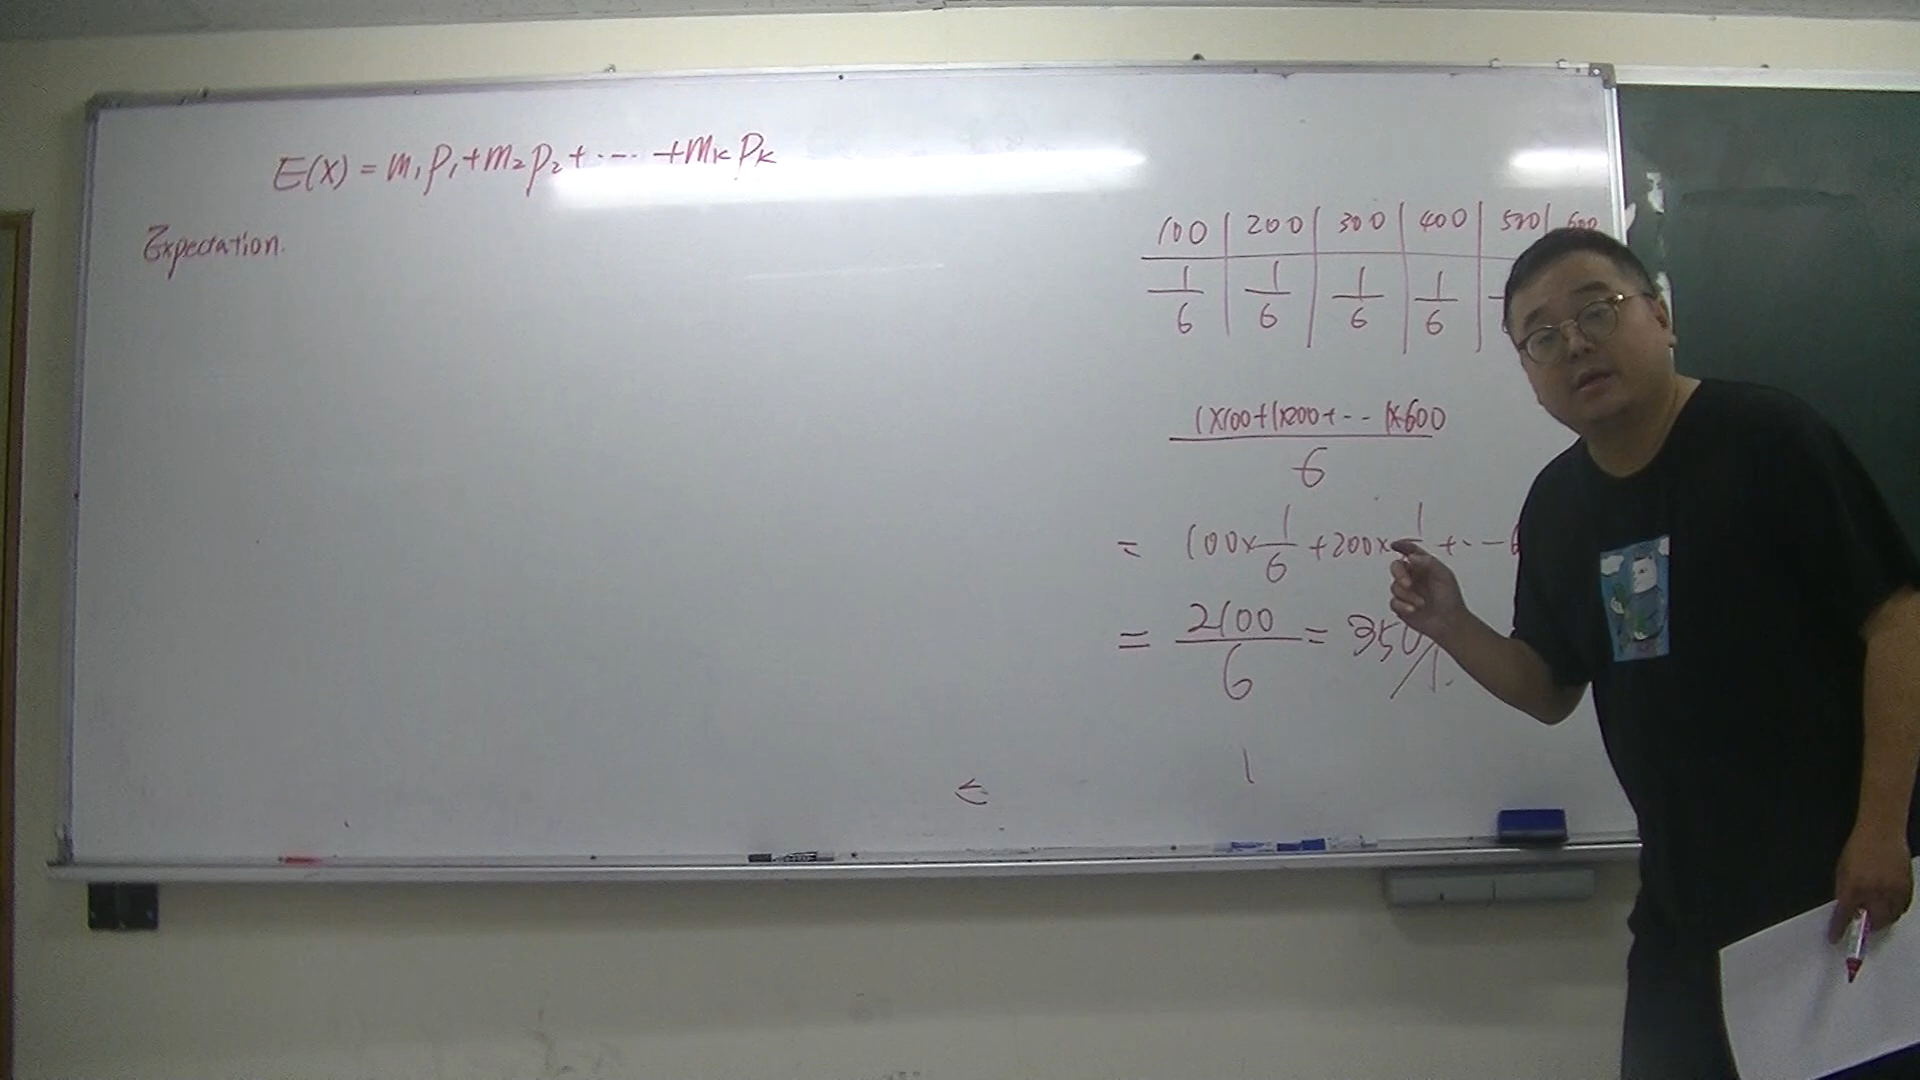 E(X) = m₁p₁+m₂p₂+ ‥‥ +mₖpₖ
Expectation.
100 | 200 | 300 | 400 | 500 | 600
1/6 | 1/6 | 1/6 | 1/6
(1×100+1×200+ ‥ 1×600)/6
= 100×1/6 +200×1/ + ‥
= 2100/6 = 350
1